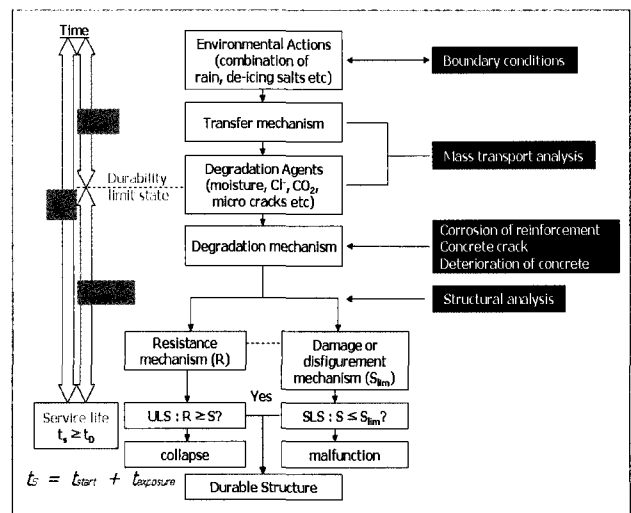 Time
Environmental Actions
(combination of
rain, de-icing salts etc)
Boundary conditions
Transfer mechanism
Mass transport analysis
Degradation Agents
(moisture, Cl⁻, CO₂,
micro cracks etc)
Durability
limit state
Degradation mechanism
Corrosion of reinforcement
Concrete crack
Deterioration of concrete
Structural analysis
Resistance
mechanism (R)
Damage or
disfigurement
mechanism (S_lim)
Yes
ULS : R ≥ S?
SLS : S ≤ S_lim?
collapse
malfunction
Service life
t_s ≥ t_D
t_S = t_start + t_exposure
Durable Structure